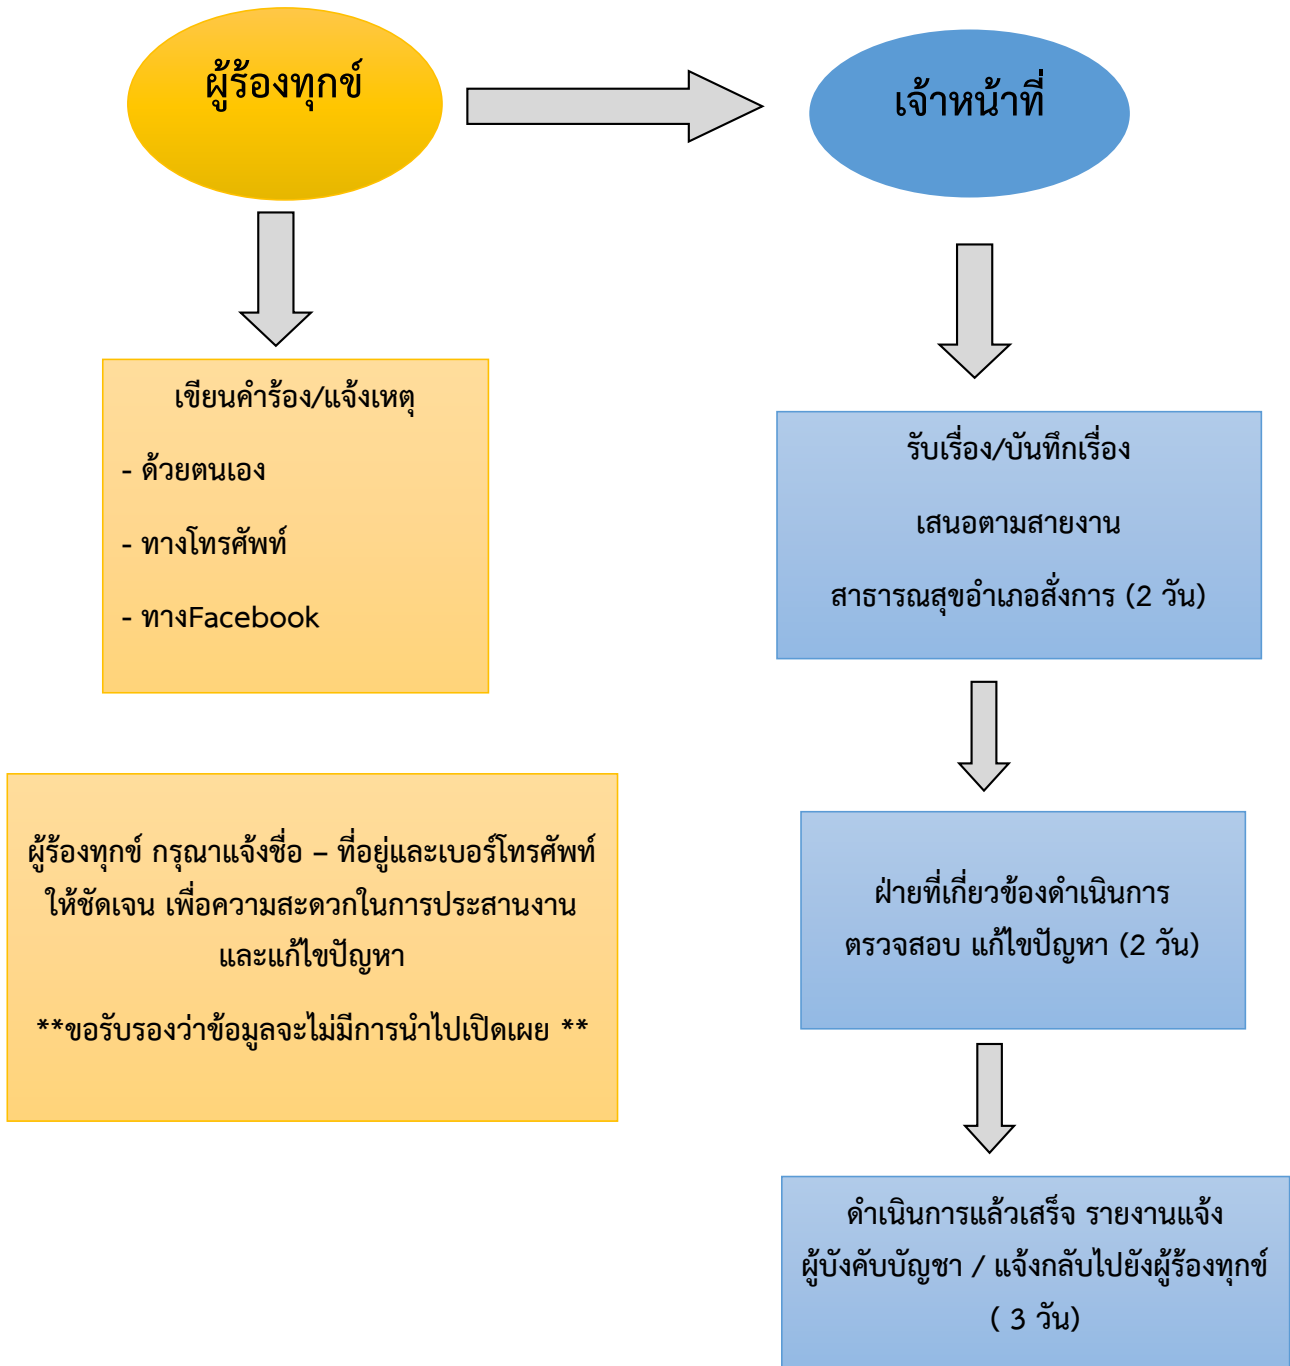 ผู้ร้องทุกข์
เจ้าหน้าที่
เขียนคำร้อง/แจ้งเหตุ
- ด้วยตนเอง
- ทางโทรศัพท์
- ทางFacebook
ผู้ร้องทุกข์ กรุณาแจ้งชื่อ – ที่อยู่และเบอร์โทรศัพท์
ให้ชัดเจน เพื่อความสะดวกในการประสานงาน
และแก้ไขปัญหา
**ขอรับรองว่าข้อมูลจะไม่มีการนำไปเปิดเผย **
รับเรื่อง/บันทึกเรื่อง
เสนอตามสายงาน
สาธารณสุขอำเภอสั่งการ (2 วัน)
ฝ่ายที่เกี่ยวข้องดำเนินการ
ตรวจสอบ แก้ไขปัญหา (2 วัน)
ดำเนินการแล้วเสร็จ รายงานแจ้ง
ผู้บังคับบัญชา / แจ้งกลับไปยังผู้ร้องทุกข์
( 3 วัน)